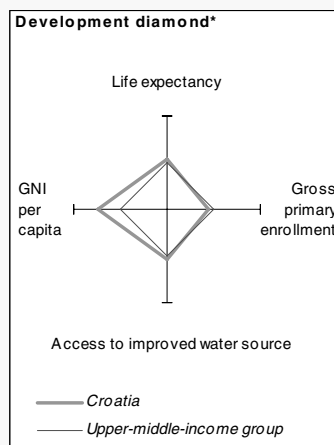 Development diamond*
Life expectancy
GNI
per
capita
Gross
primary
enrollment
Access to improved water source
Croatia
Upper-middle-income group